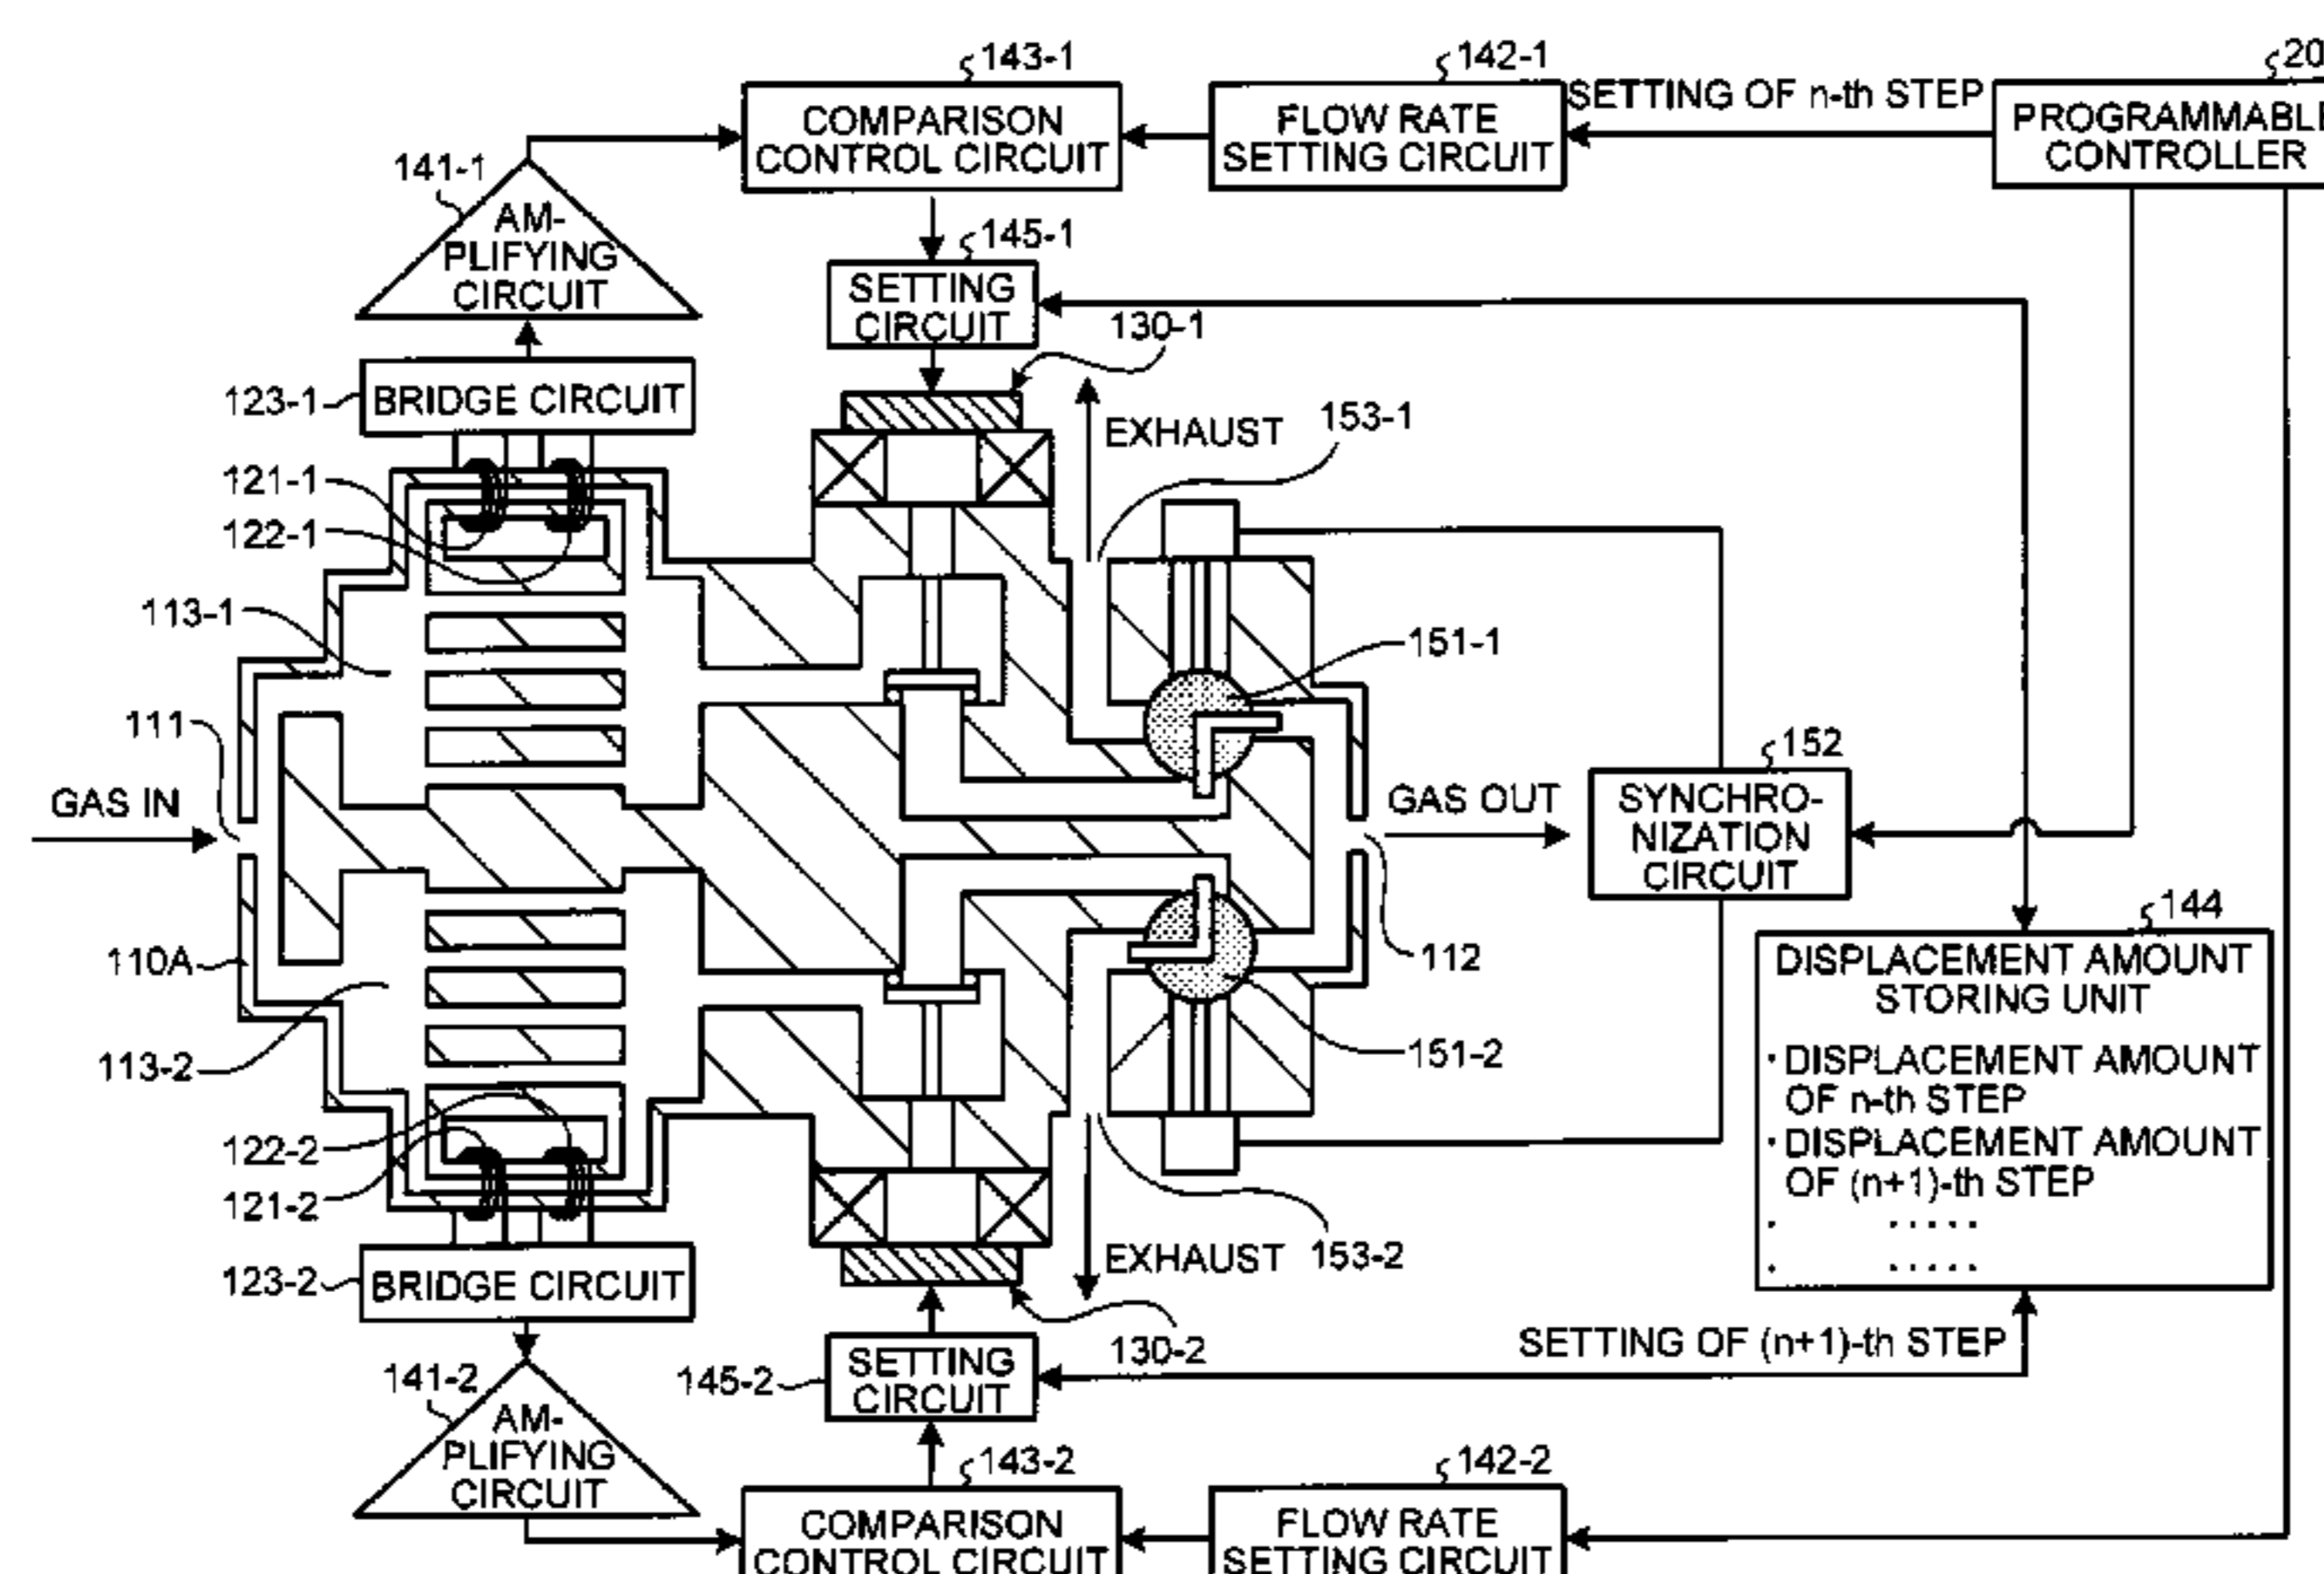 143-1
142-1
20
COMPARISON
CONTROL CIRCUIT
FLOW RATE
SETTING CIRCUIT
SETTING OF n-th STEP
PROGRAMMABLE
CONTROLLER
141-1
AM-
PLIFYING
CIRCUIT
145-1
SETTING
CIRCUIT
130-1
123-1
BRIDGE CIRCUIT
EXHAUST
153-1
121-1
122-1
113-1
151-1
111
GAS IN
GAS OUT
152
SYNCHRO-
NIZATION
CIRCUIT
110A
112
144
DISPLACEMENT AMOUNT
STORING UNIT
· DISPLACEMENT AMOUNT
OF n-th STEP
· DISPLACEMENT AMOUNT
OF (n+1)-th STEP
· ·····
· ·····
113-2
151-2
122-2
121-2
123-2
BRIDGE CIRCUIT
EXHAUST
153-2
130-2
SETTING OF (n+1)-th STEP
145-2
SETTING
CIRCUIT
141-2
AM-
PLIFYING
CIRCUIT
143-2
142-2
COMPARISON
CONTROL CIRCUIT
FLOW RATE
SETTING CIRCUIT